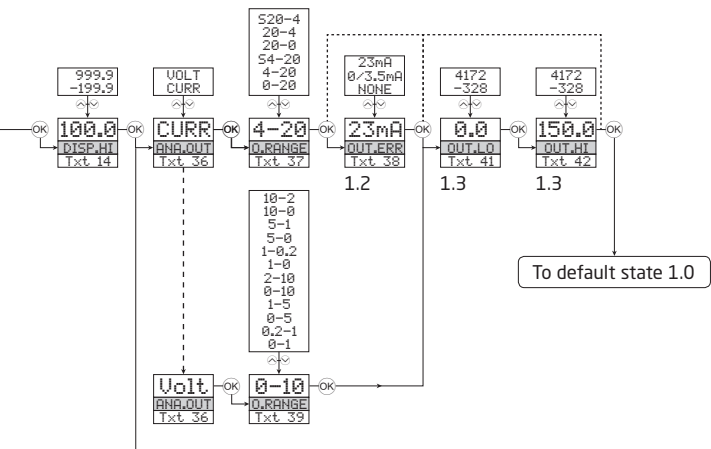 S20-4
20-4
20-0
S4-20
4-20
0-20
999.9
-199.9
VOLT
CURR
23mA
0/3.5mA
NONE
4172
-328
4172
-328
OK
100.0
OK
CURR
OK
4-20
OK
23mA
OK
0.0
OK
150.0
OK
DISP.HI
ANA.OUT
O.RANGE
OUT.ERR
OUT.LO
OUT.HI
Txt 14
Txt 36
Txt 37
Txt 38
Txt 41
Txt 42
1.2
1.3
1.3
10-2
10-0
5-1
5-0
1-0.2
1-0
2-10
0-10
1-5
0-5
0.2-1
0-1
To default state 1.0
Volt
OK
0-10
OK
ANA.OUT
O.RANGE
Txt 36
Txt 39